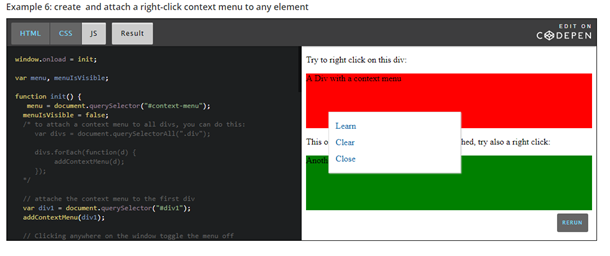 Example 6: create and attach a right-click context menu to any element
HTML CSS JS Result
EDIT ON
CODEPEN
window.onload = init;
var menu, menuIsVisible;
function init() {
menu = document.querySelector("#context-menu");
menuIsVisible = false;
/* to attach a context menu to all divs, you can do this:
var divs = document.querySelectorAll(".div");
divs.forEach(function(d) {
addContextMenu(d);
});
*/
// attache the context menu to the first div
var div1 = document.querySelector("#div1");
addContextMenu(div1);
// Clicking anywhere on the window toggle the menu off
Try to right click on this div:
A Div with a context menu
Learn
Clear
Close
This o
hed, try also a right click:
Anoth
RERUN